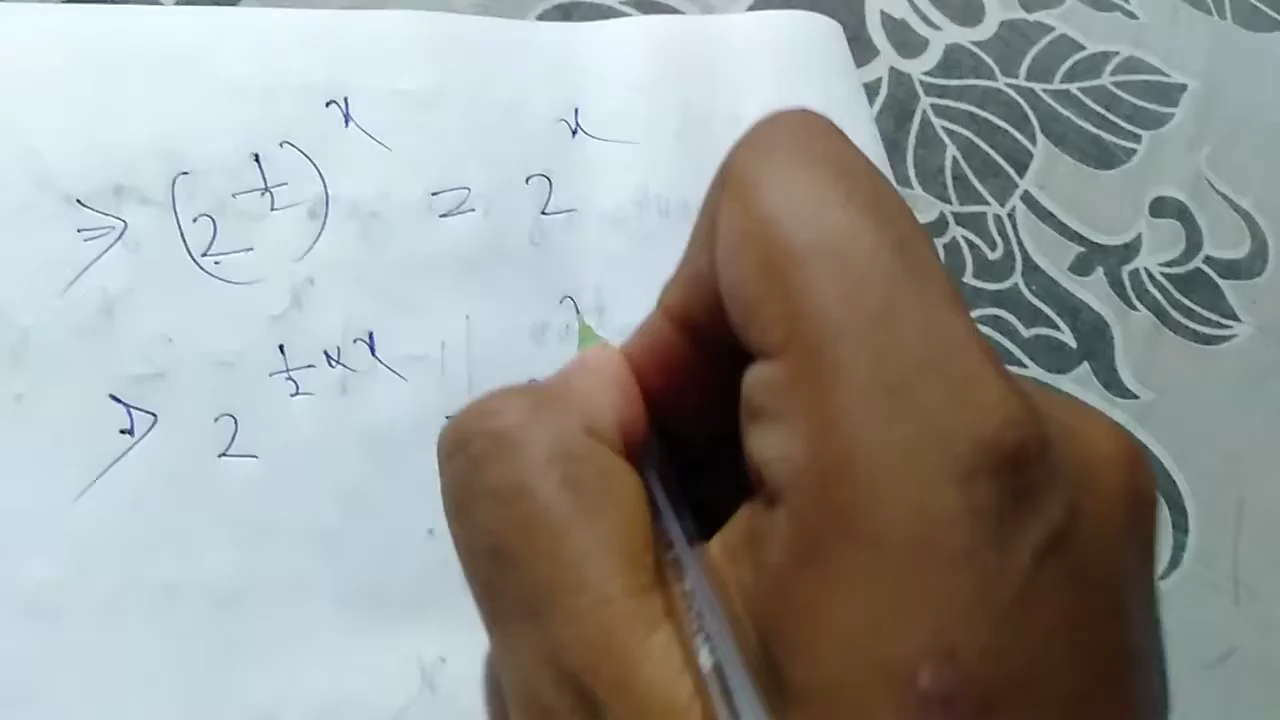 ⇒ (2^{1/2})^x = 2^x
⇒ 2^{1/2 × x}